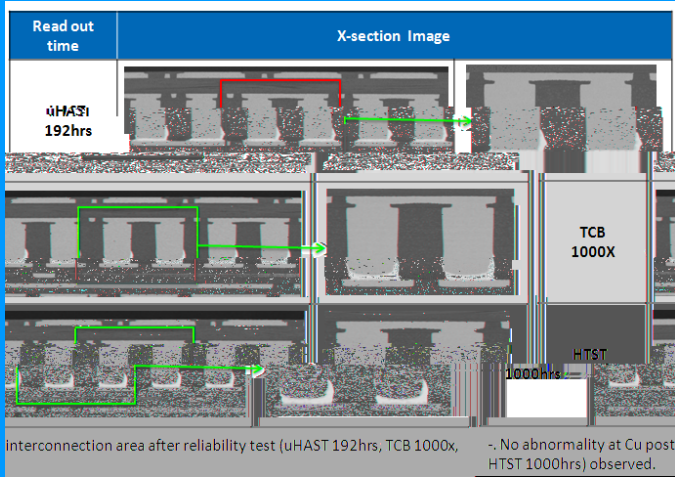 Read out
time
X-section Image
uHAST
192hrs
TCB
1000X
HTST
1000hrs
interconnection area after reliability test (uHAST 192hrs, TCB 1000x,
-. No abnormality at Cu post
HTST 1000hrs) observed.